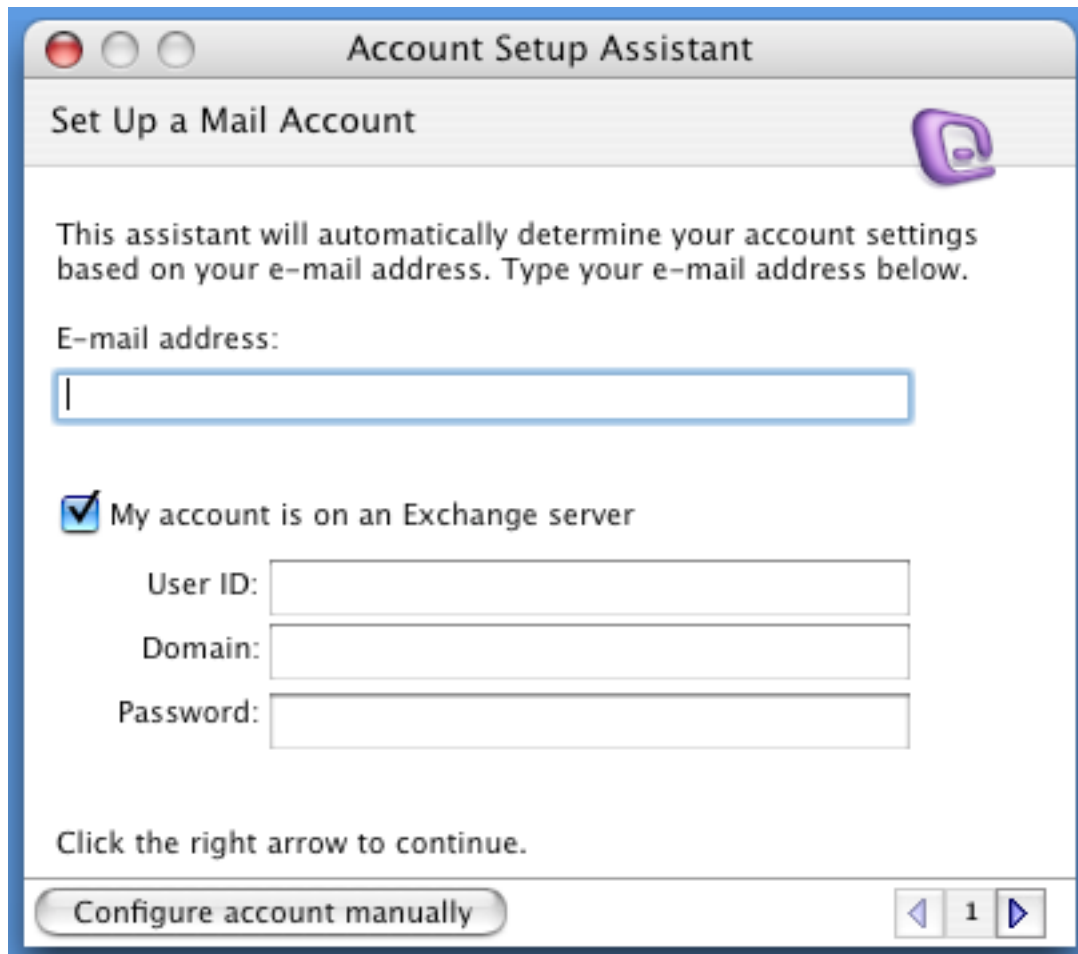 Account Setup Assistant
Set Up a Mail Account
This assistant will automatically determine your account settings
based on your e-mail address. Type your e-mail address below.
E-mail address:
My account is on an Exchange server
User ID:
Domain:
Password:
Click the right arrow to continue.
Configure account manually
1